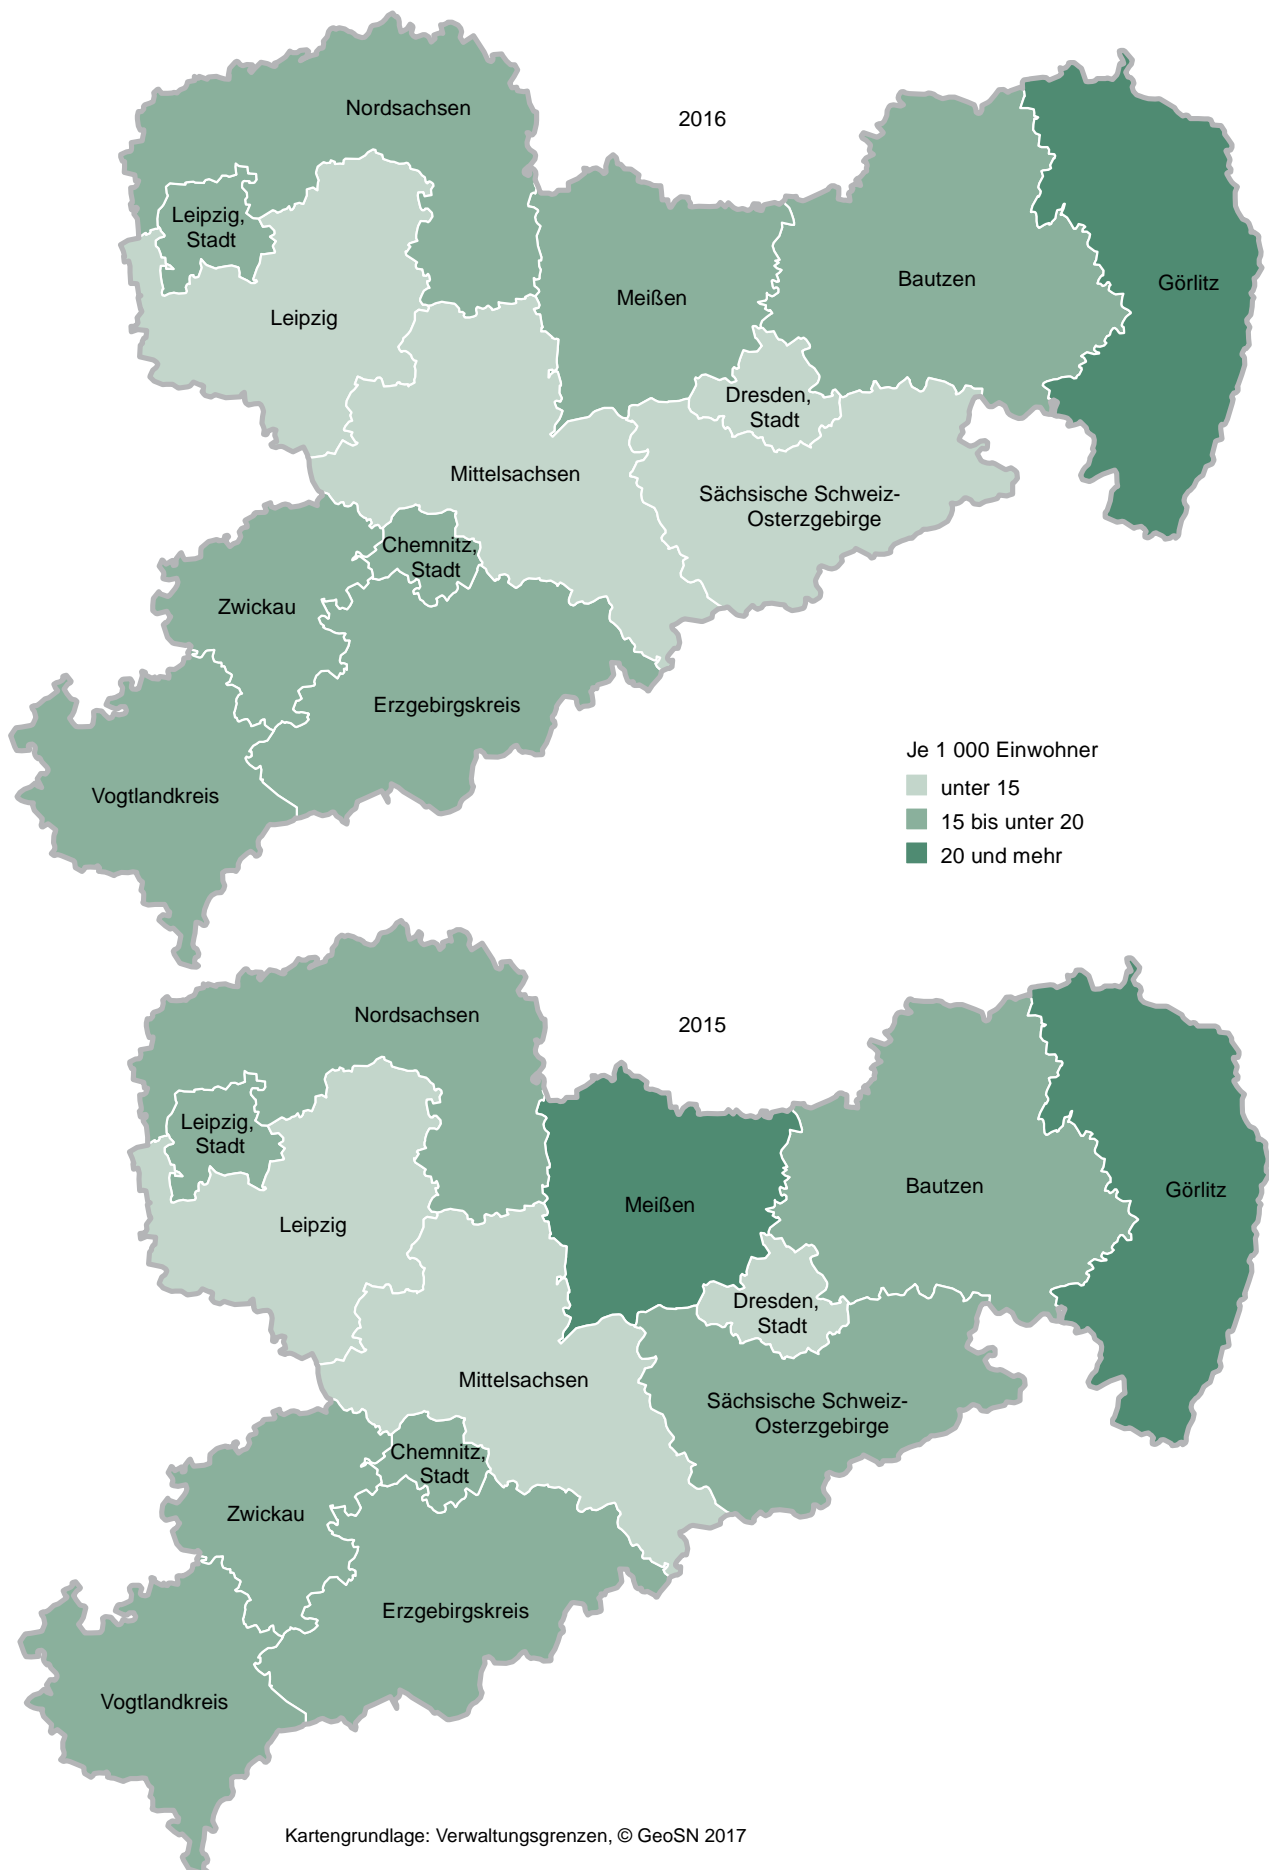 Nordsachsen
2016
Leipzig,
Stadt
Bautzen
Görlitz
Meißen
Leipzig
Dresden,
Stadt
Mittelsachsen
Sächsische Schweiz-
Osterzgebirge
Chemnitz,
Stadt
Zwickau
Erzgebirgskreis
Vogtlandkreis
Je 1 000 Einwohner
unter 15
15 bis unter 20
20 und mehr
Nordsachsen
2015
Leipzig,
Stadt
Bautzen
Görlitz
Meißen
Leipzig
Dresden,
Stadt
Mittelsachsen
Sächsische Schweiz-
Osterzgebirge
Chemnitz,
Stadt
Zwickau
Erzgebirgskreis
Vogtlandkreis
Kartengrundlage: Verwaltungsgrenzen, © GeoSN 2017